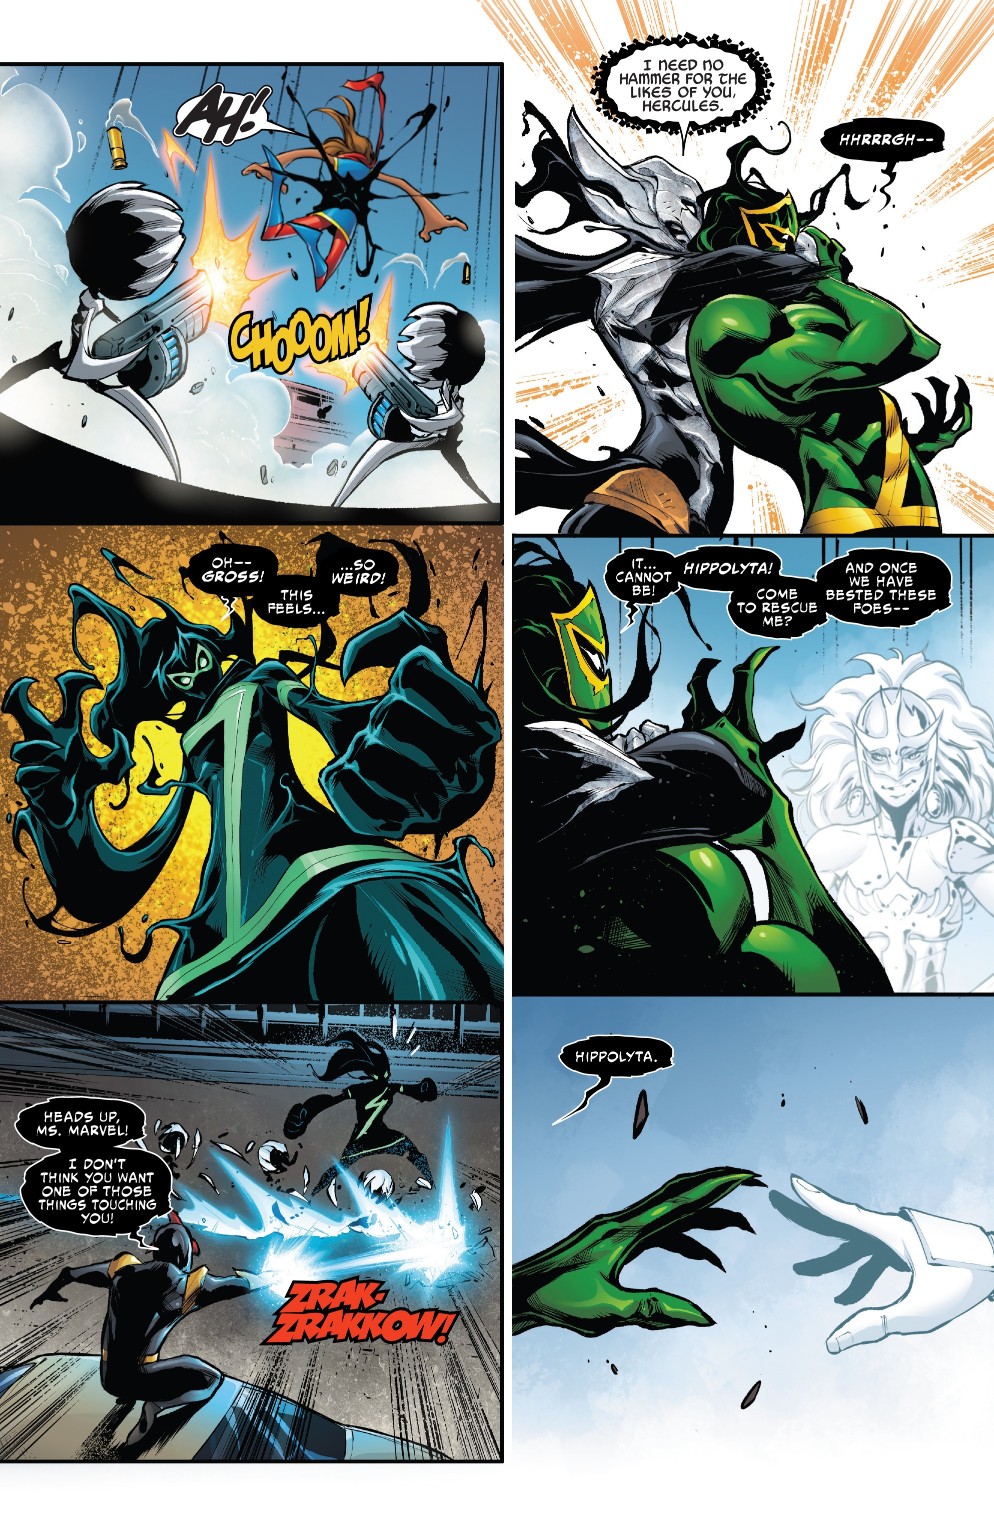 AH!
CHOOOM!
OH--
GROSS!
THIS
FEELS...
...SO
WEIRD!
HEADS UP,
MS. MARVEL!
I DON'T
THINK YOU WANT
ONE OF THOSE
THINGS TOUCHING
YOU!
ZRAK-
ZRAKKOW!
I NEED NO
HAMMER FOR THE
LIKES OF YOU,
HERCULES.
HHRRRGH--
IT...
CANNOT
BE!
HIPPOLYTA!
COME
TO RESCUE
ME?
AND ONCE
WE HAVE
BESTED THESE
FOES--
HIPPOLYTA.